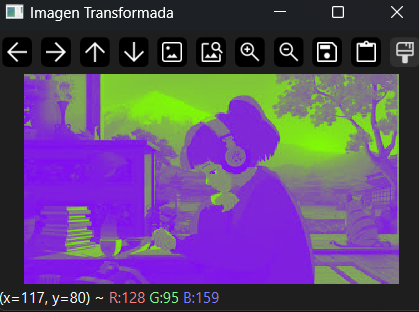 Imagen Transformada
(x=117, y=80) ~ R:128 G:95 B:159